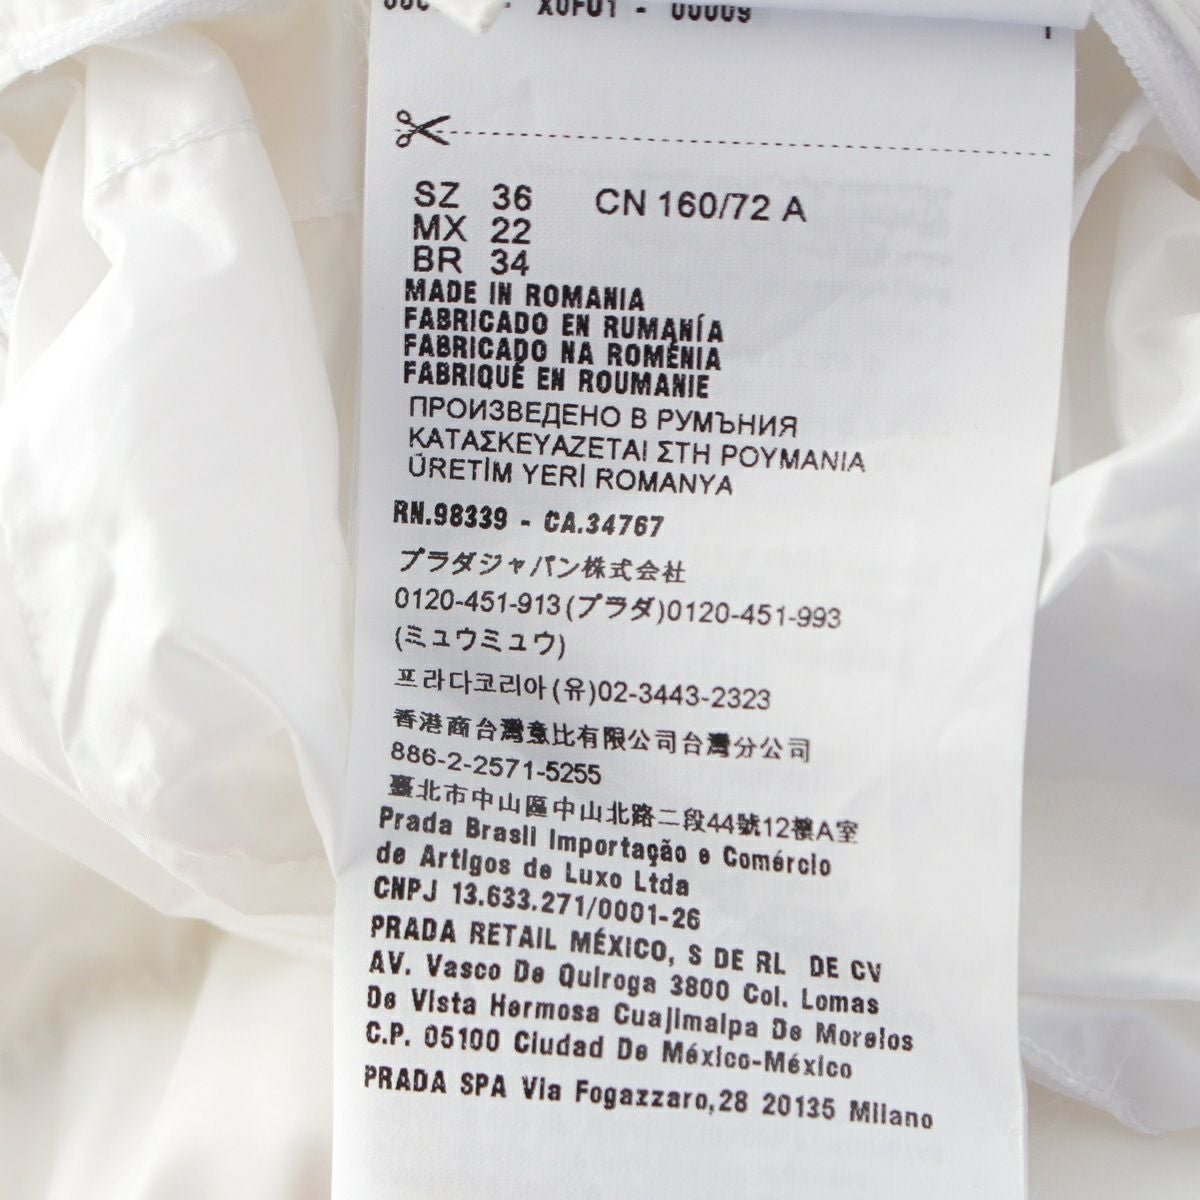 X0F01 - 00009
SZ 36 CN 160/72 A
MX 22
BR 34
MADE IN ROMANIA
FABRICADO EN RUMANÍA
FABRICADO NA ROMÊNIA
FABRIQUÉ EN ROUMANIE
ПРОИЗВЕДЕНО В РУМЪНИЯ
ΚΑΤΑΣΚΕΥΑΖΕΤΑΙ ΣΤΗ ΡΟΥΜΑΝΙΑ
ÜRETİM YERİ ROMANYA
RN.98339 - CA.34767
プラダジャパン株式会社
0120-451-913(プラダ)0120-451-993
(ミュウミュウ)
프라다코리아(유)02-3443-2323
香港商台灣意比有限公司台灣分公司
886-2-2571-5255
臺北市中山區中山北路二段44號12樓A室
Prada Brasil Importação e Comércio
de Artigos de Luxo Ltda
CNPJ 13.633.271/0001-26
PRADA RETAIL MÉXICO, S DE RL DE CV
AV. Vasco De Quiroga 3800 Col. Lomas
De Vista Hermosa Cuajimalpa De Morelos
C.P. 05100 Ciudad De México-México
PRADA SPA Via Fogazzaro,28 20135 Milano